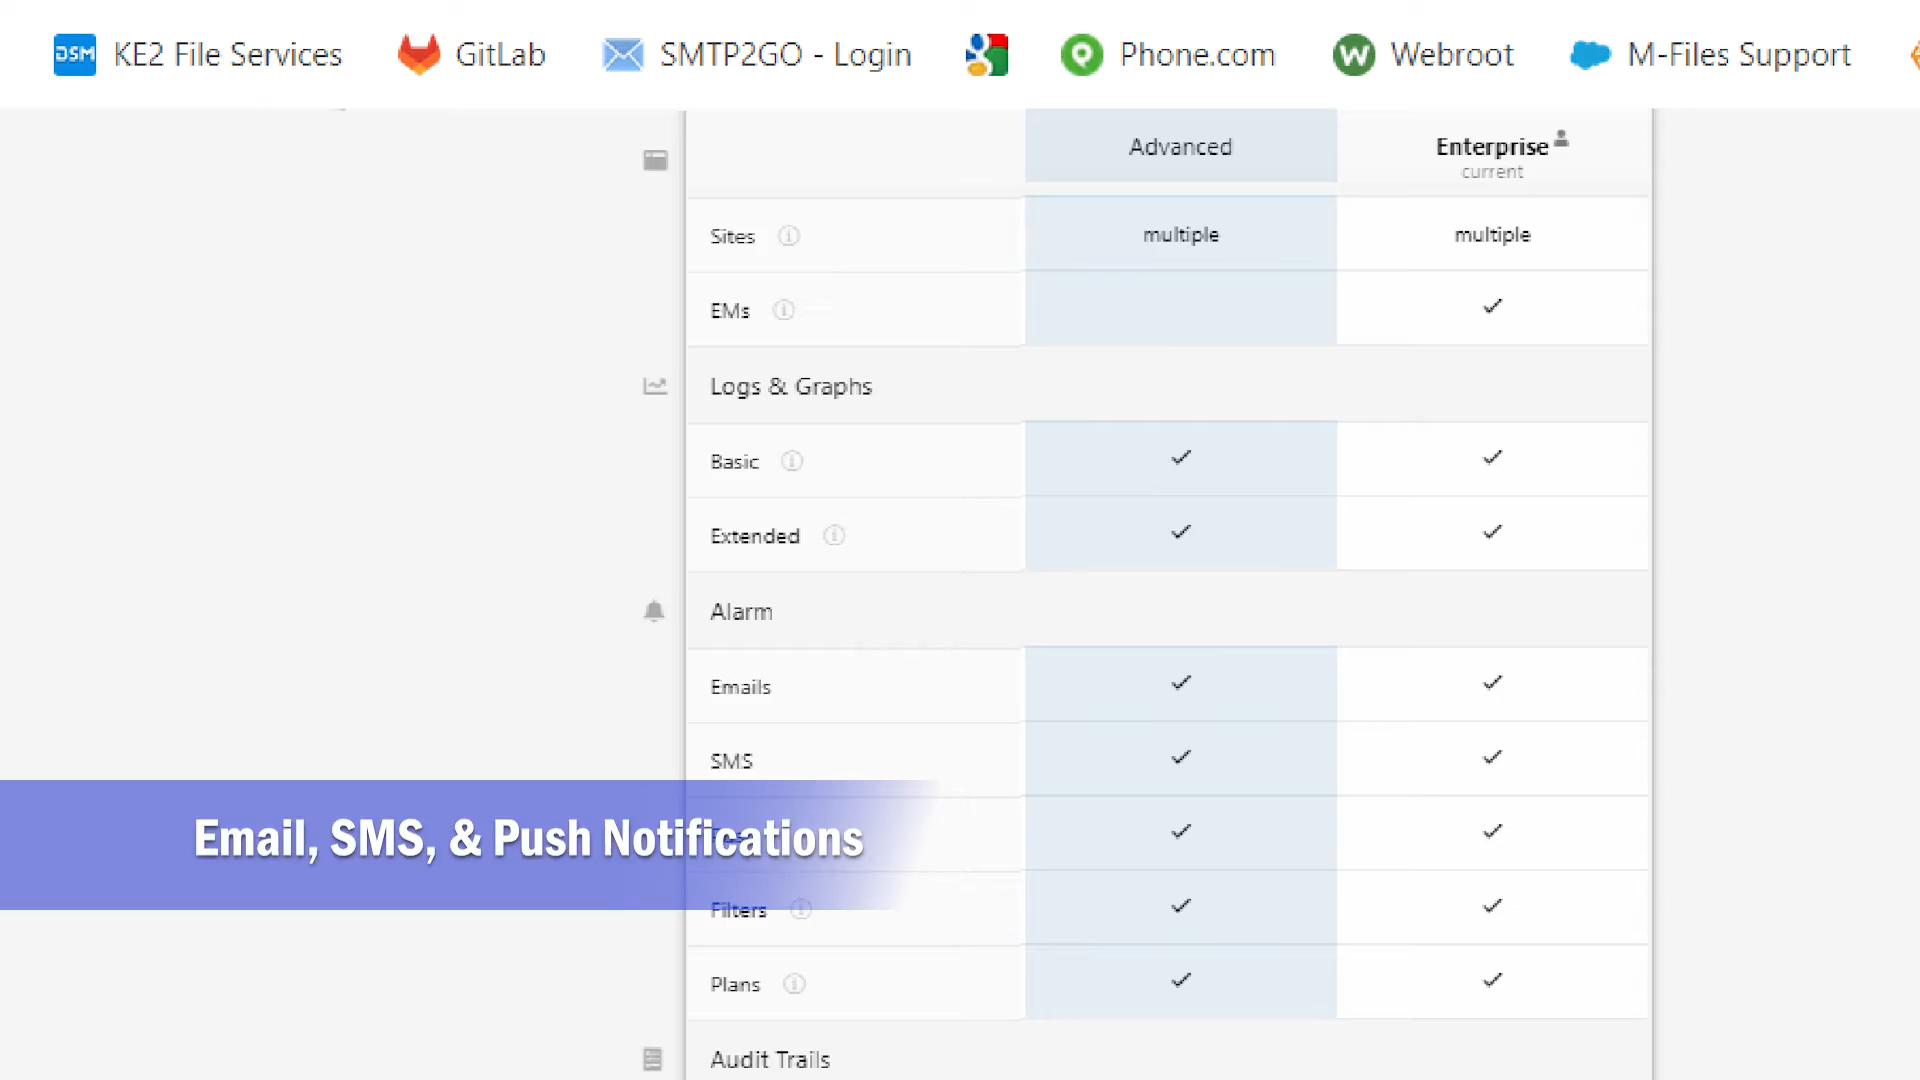 DSM KE2 File Services GitLab SMTP2GO - Login Phone.com W Webroot M-Files Support
Advanced Enterprise
current
Sites multiple multiple
EMs
Logs & Graphs
Basic
Extended
Alarm
Emails
SMS
Email, SMS, & Push Notifications
Filters
Plans
Audit Trails